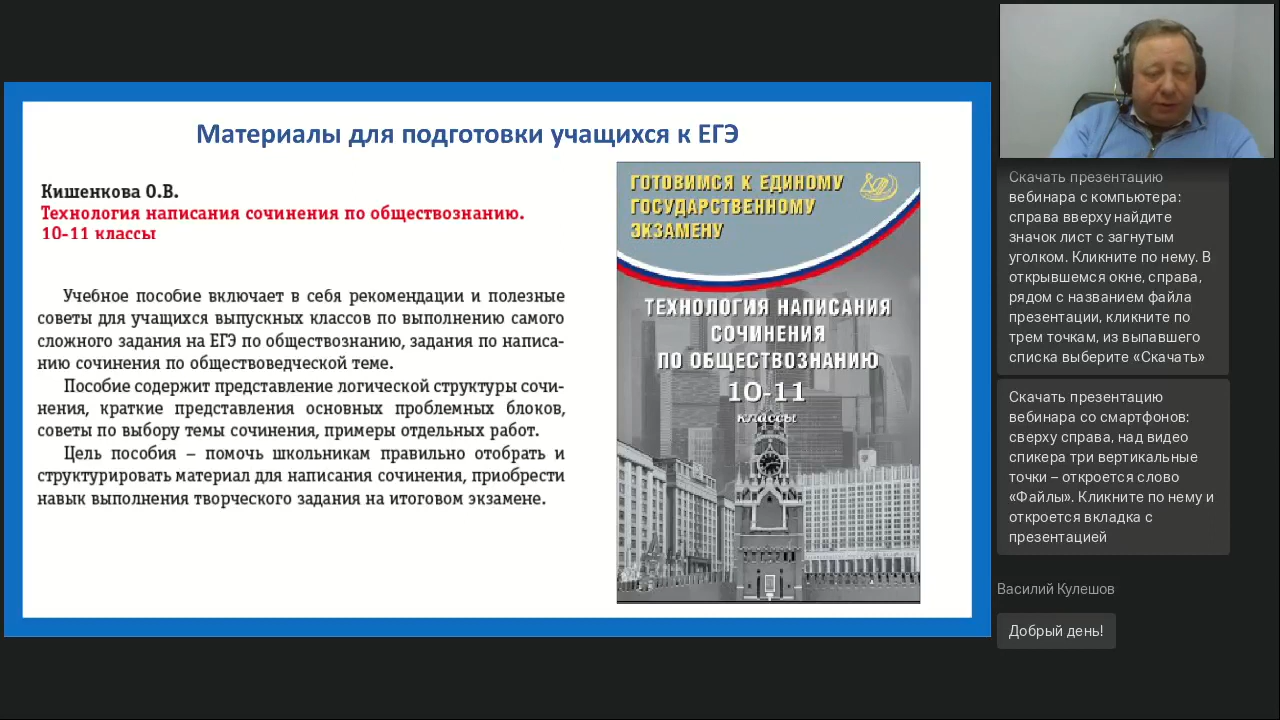 Материалы для подготовки учащихся к ЕГЭ
Кишенкова О.В.
Технология написания сочинения по обществознанию.
10-11 классы
Учебное пособие включает в себя рекомендации и полезные
советы для учащихся выпускных классов по выполнению самого
сложного задания на ЕГЭ по обществознанию, задания по написа-
нию сочинения по обществоведческой теме.
Пособие содержит представление логической структуры сочи-
нения, краткие представления основных проблемных блоков,
советы по выбору темы сочинения, примеры отдельных работ.
Цель пособия – помочь школьникам правильно отобрать и
структурировать материал для написания сочинения, приобрести
навык выполнения творческого задания на итоговом экзамене.
ГОТОВИМСЯ К ЕДИНОМУ
ГОСУДАРСТВЕННОМУ
ЭКЗАМЕНУ
ТЕХНОЛОГИЯ НАПИСАНИЯ
СОЧИНЕНИЯ
ПО ОБЩЕСТВОЗНАНИЮ
10-11
классы
Скачать презентацию
вебинара с компьютера:
справа вверху найдите
значок лист с загнутым
уголком. Кликните по нему. В
открывшемся окне, справа,
рядом с названием файла
презентации, кликните по
трем точкам, из выпавшего
списка выберите «Скачать»
Скачать презентацию
вебинара со смартфонов:
сверху справа, над видео
спикера три вертикальные
точки – откроется слово
«Файлы». Кликните по нему и
откроется вкладка с
презентацией
Василий Кулешов
Добрый день!